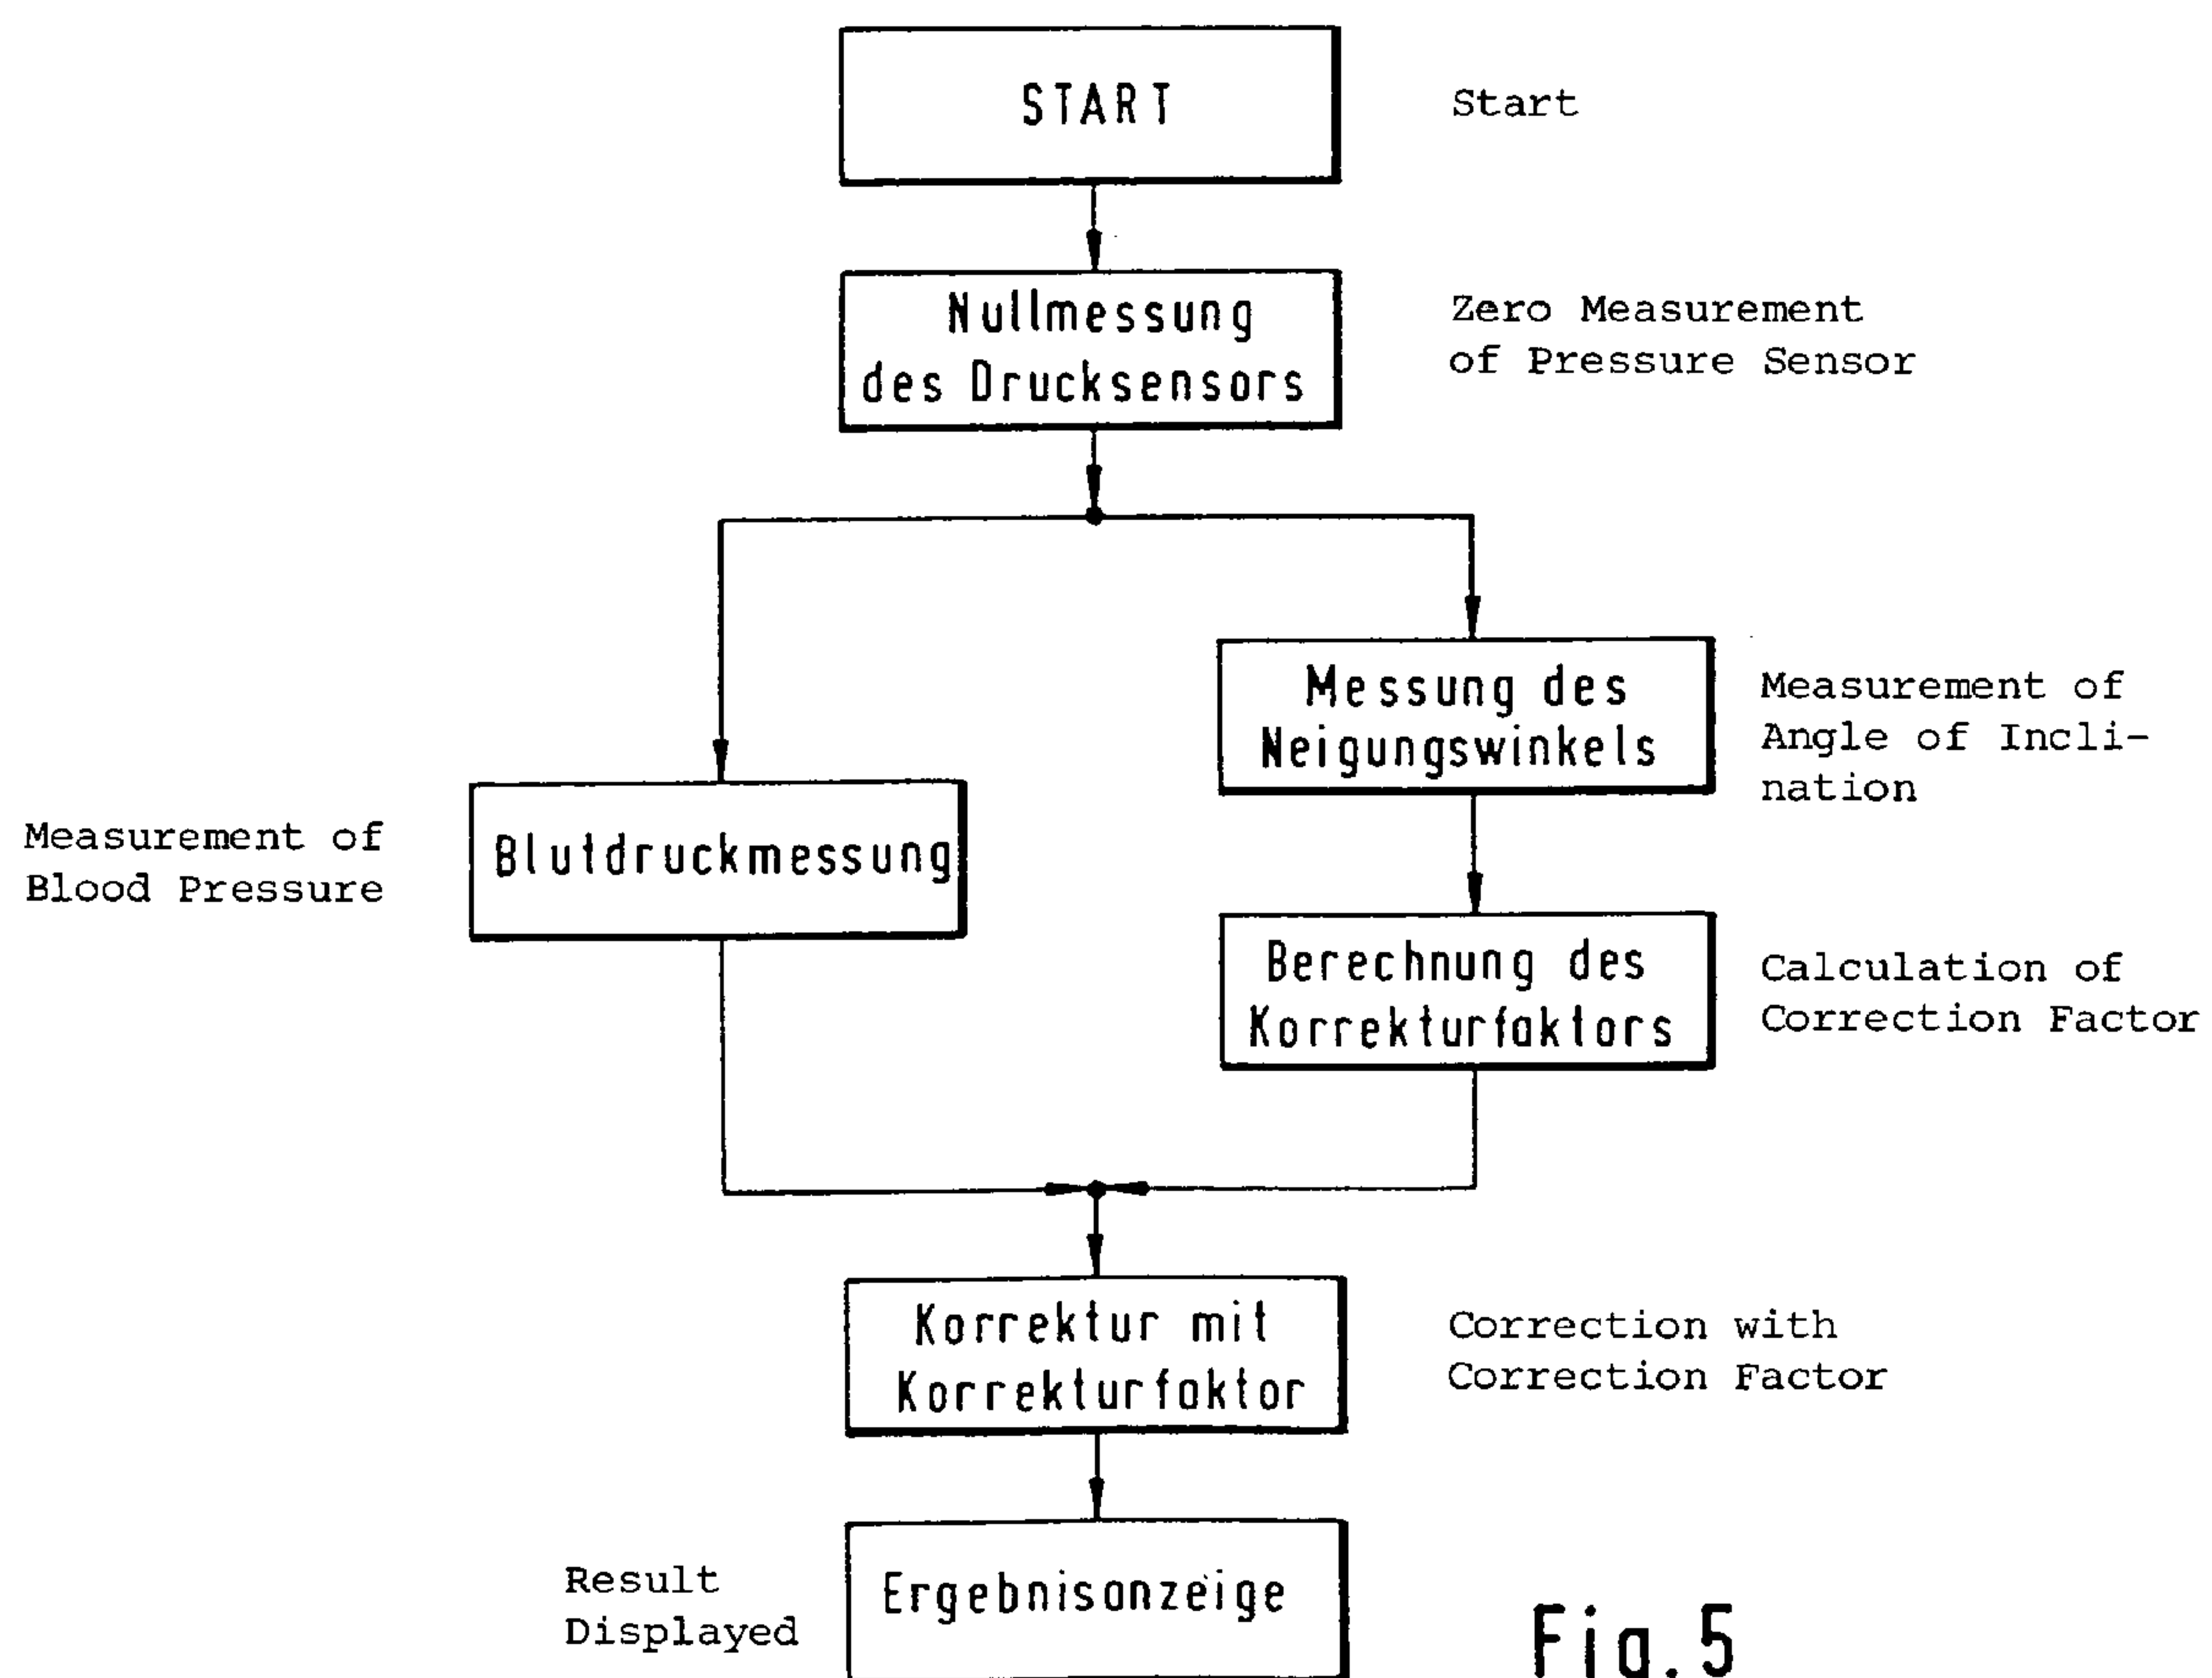 START
Start
Nullmessung
des Drucksensors
Zero Measurement
of Pressure Sensor
Messung des
Neigungswinkels
Measurement of
Angle of Incli-
nation
Measurement of
Blood Pressure
Blutdruckmessung
Berechnung des
Korrekturfaktors
Calculation of
Correction Factor
Korrektur mit
Korrekturfaktor
Correction with
Correction Factor
Result
Displayed
Ergebnisanzeige
Fig. 5